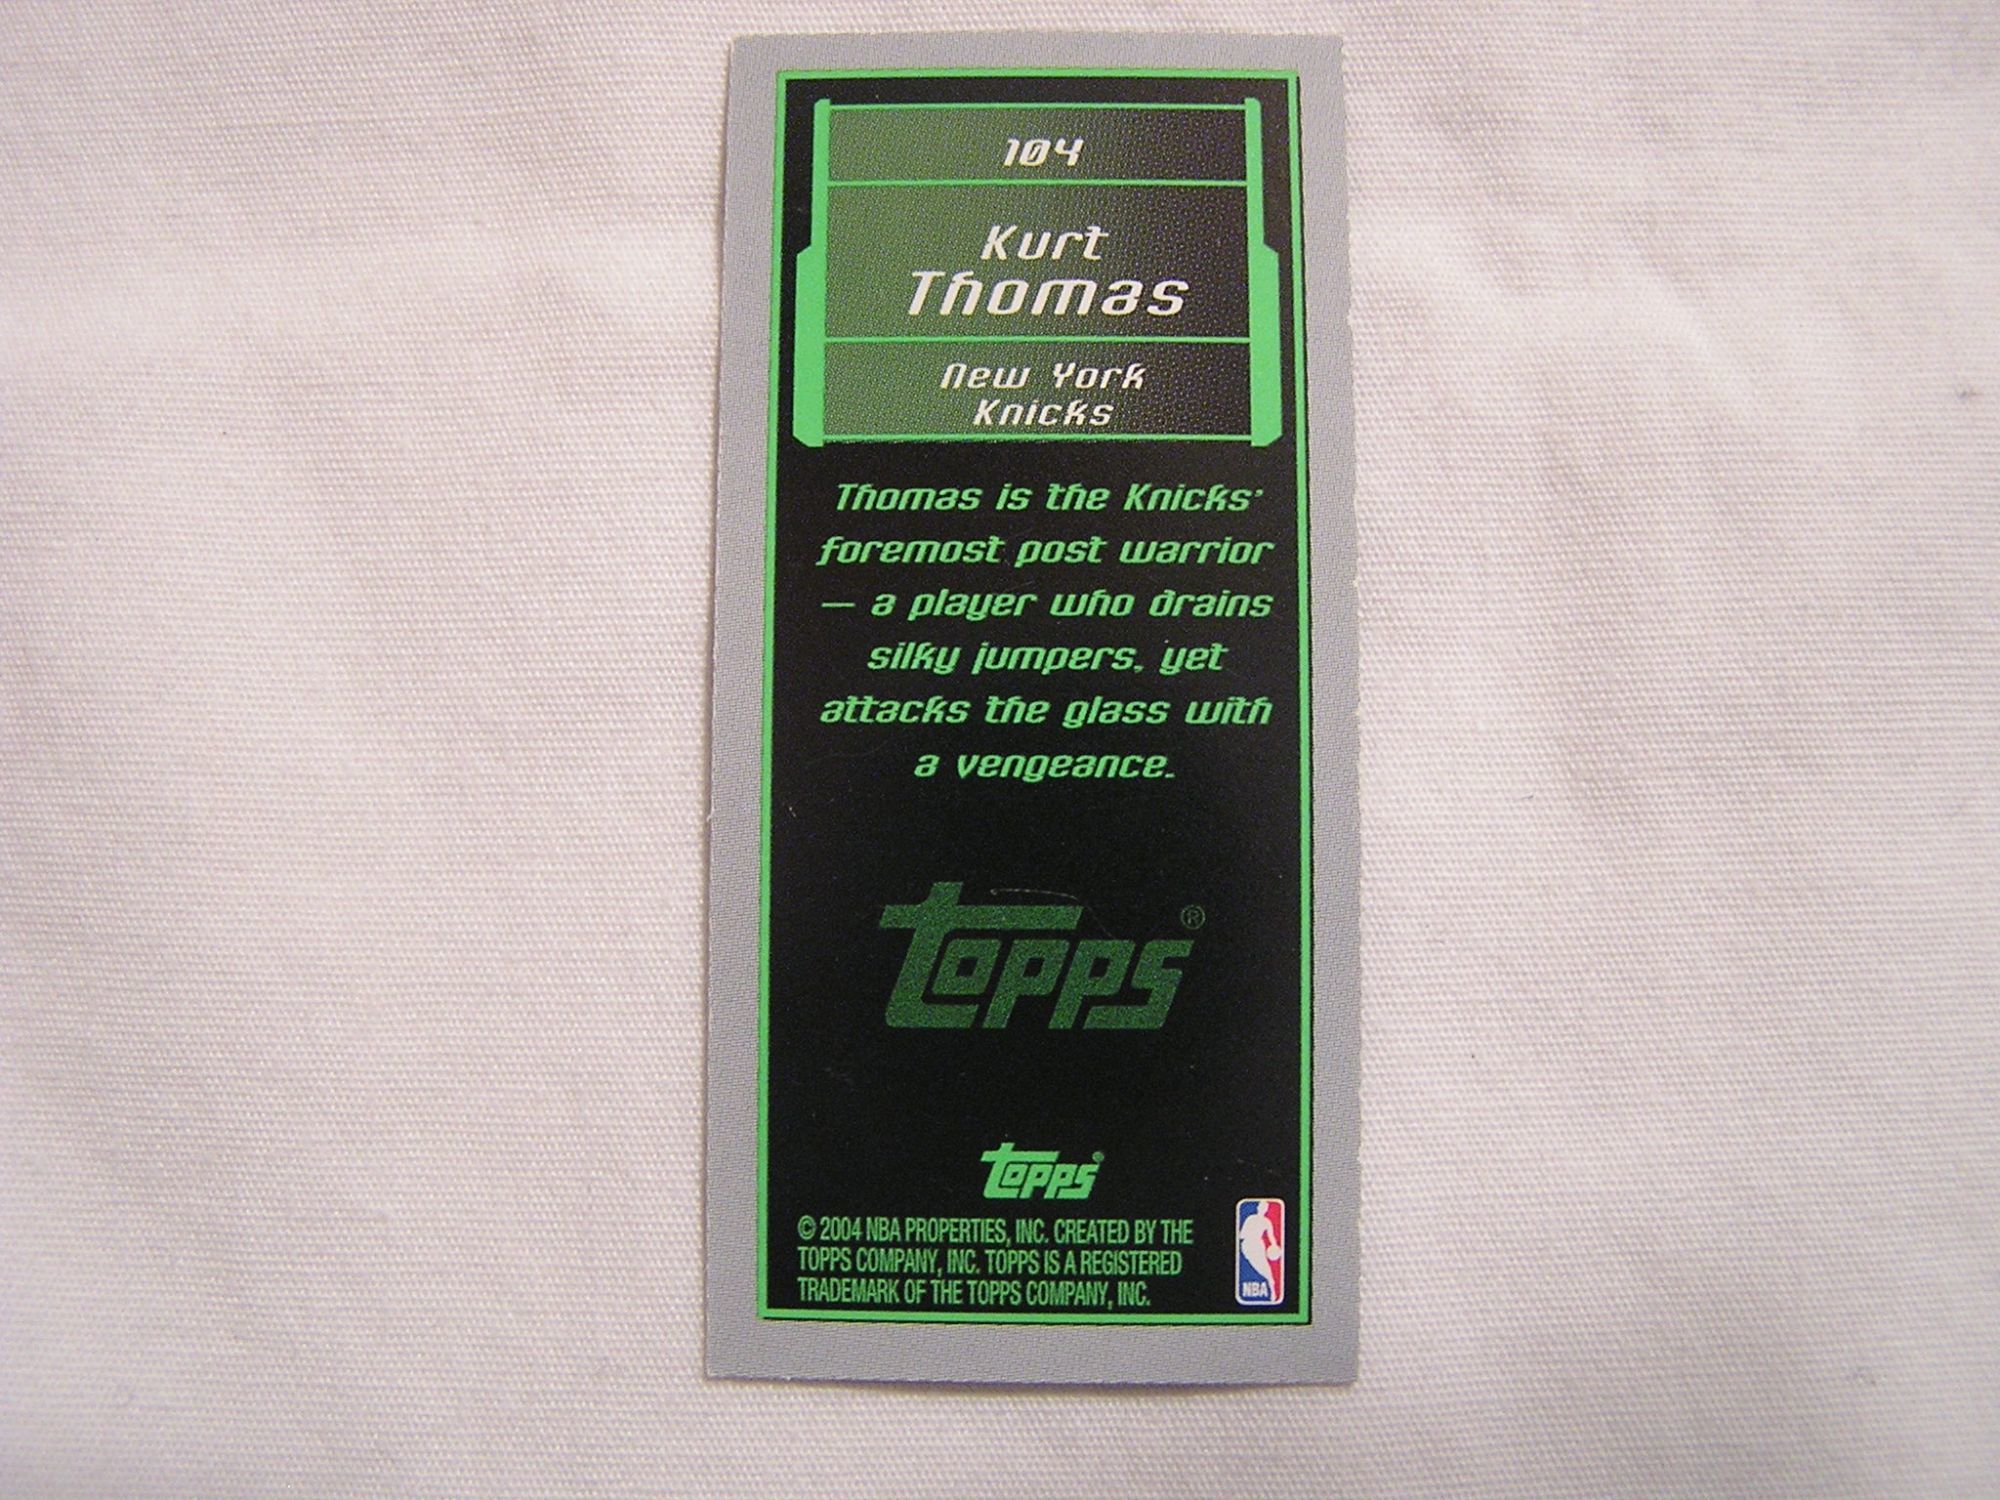 104
Kurt
Thomas
New York
Knicks
Thomas is the Knicks'
foremost post warrior
— a player who drains
silky jumpers, yet
attacks the glass with
a vengeance.
Topps®
Topps®
© 2004 NBA PROPERTIES, INC. CREATED BY THE
TOPPS COMPANY, INC. TOPPS IS A REGISTERED
TRADEMARK OF THE TOPPS COMPANY, INC.
NBA